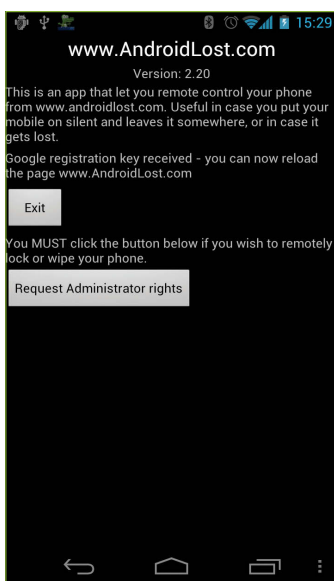 15:29
www.AndroidLost.com
Version: 2.20
This is an app that let you remote control your phone
from www.androidlost.com. Useful in case you put your
mobile on silent and leaves it somewhere, or in case it
gets lost.
Google registration key received - you can now reload
the page www.AndroidLost.com
Exit
You MUST click the button below if you wish to remotely
lock or wipe your phone.
Request Administrator rights